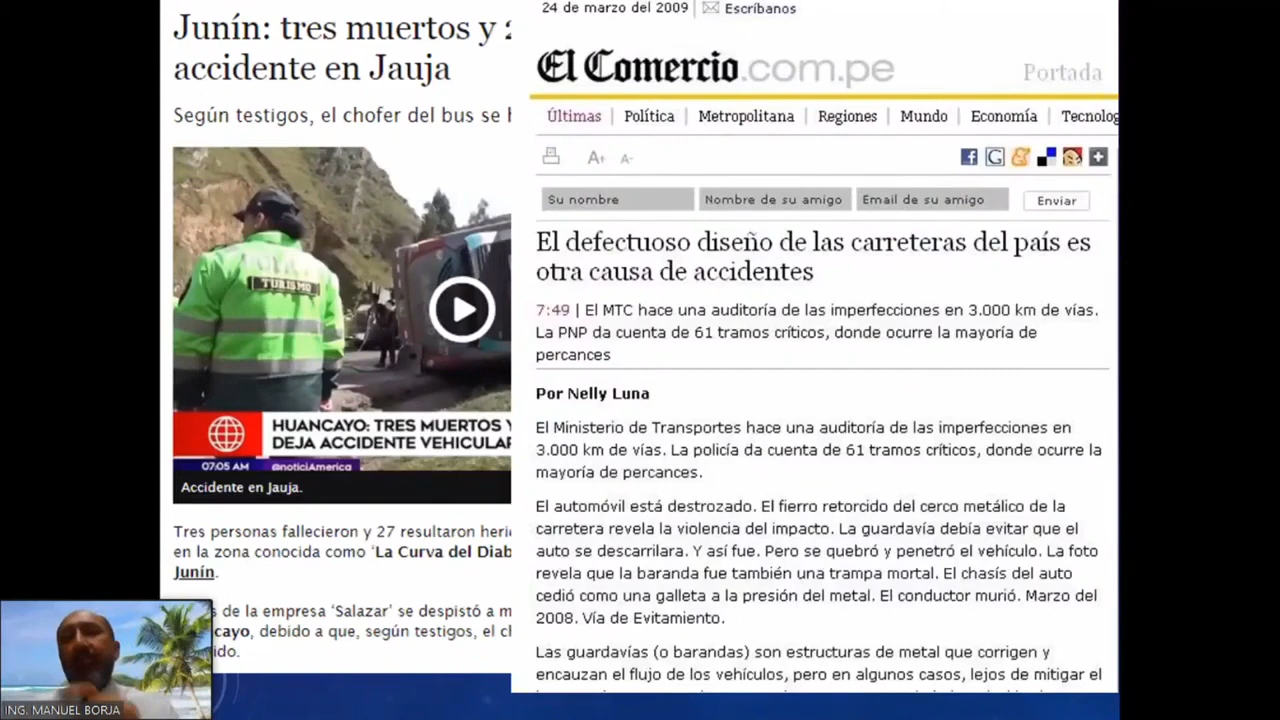 Junín: tres muertos y
accidente en Jauja
Según testigos, el chofer del bus se
TURISMO
HUANCAYO: TRES MUERTOS Y
DEJA ACCIDENTE VEHICULAR
07:05 AM @noticiAmerica
Accidente en Jauja.
Tres personas fallecieron y 27 resultaron
en la zona conocida como ‘La Curva del
Junín.
de la empresa ‘Salazar’ se despistó a
debido a que, según testigos, el
ING. MANUEL BORJA
24 de marzo del 2009 Escríbanos
El Comercio.com.pe
Portada
Últimas Política Metropolitana Regiones Mundo Economía
A+ A-
Su nombre Nombre de su amigo Email de su amigo Enviar
El defectuoso diseño de las carreteras del país es
otra causa de accidentes
7:49 | El MTC hace una auditoría de las imperfecciones en 3.000 km de vías.
La PNP da cuenta de 61 tramos críticos, donde ocurre la mayoría de
percances
Por Nelly Luna
El Ministerio de Transportes hace una auditoría de las imperfecciones en
3.000 km de vías. La policía da cuenta de 61 tramos críticos, donde ocurre la
mayoría de percances.
El automóvil está destrozado. El fierro retorcido del cerco metálico de la
carretera revela la violencia del impacto. La guardavía debía evitar que el
auto se descarrilara. Y así fue. Pero se quebró y penetró el vehículo. La foto
revela que la baranda fue también una trampa mortal. El chasís del auto
cedió como una galleta a la presión del metal. El conductor murió. Marzo del
2008. Vía de Evitamiento.
Las guardavías (o barandas) son estructuras de metal que corrigen y
encauzan el flujo de los vehículos, pero en algunos casos, lejos de mitigar el